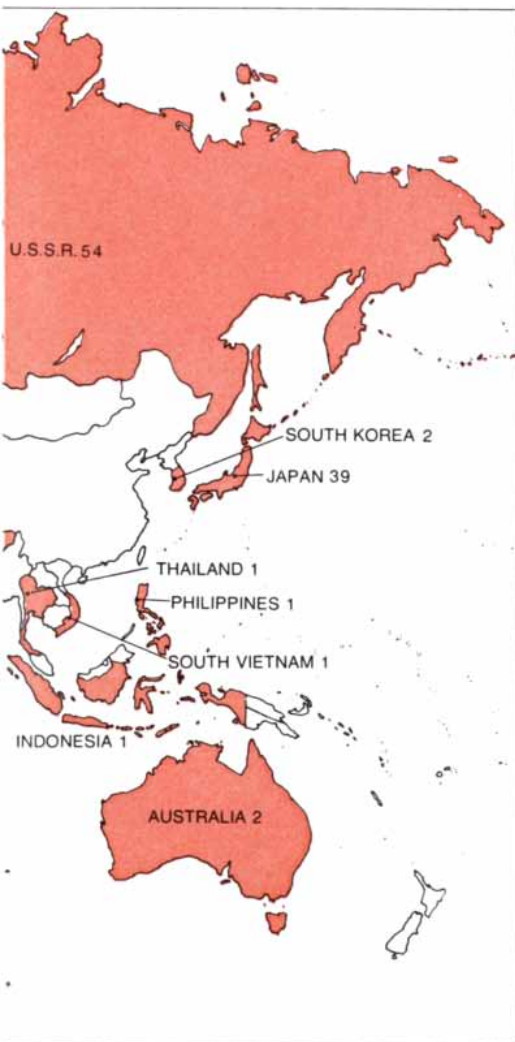 U.S.S.R. 54
SOUTH KOREA 2
JAPAN 39
THAILAND 1
PHILIPPINES 1
SOUTH VIETNAM 1
INDONESIA 1
AUSTRALIA 2